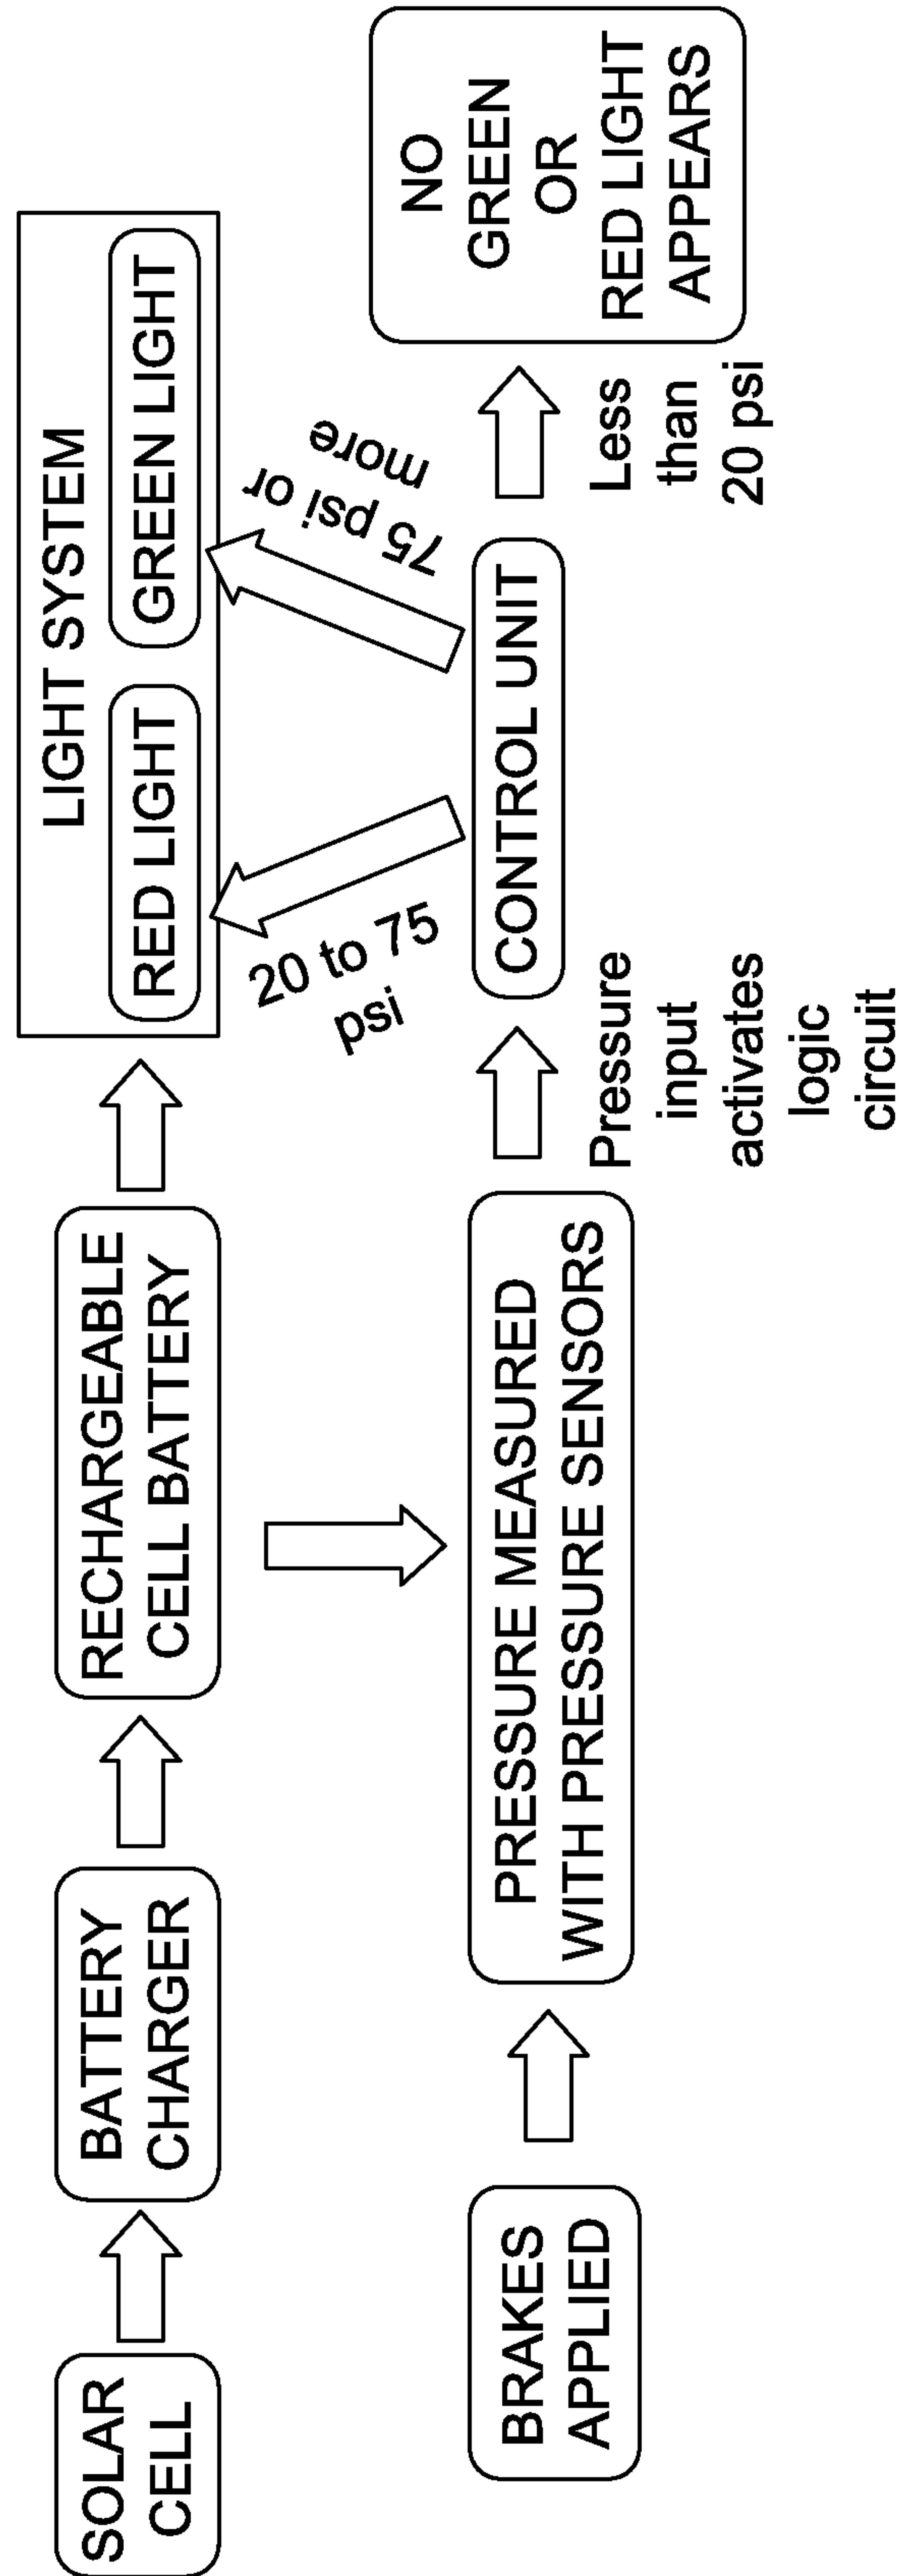 SOLAR
CELL
BATTERY
CHARGER
RECHARGEABLE
CELL BATTERY
LIGHT SYSTEM
RED LIGHT
GREEN LIGHT
20 to 75
psi
75 psi or
more
BRAKES
APPLIED
PRESSURE MEASURED
WITH PRESSURE SENSORS
Pressure
input
activates
logic
circuit
CONTROL UNIT
Less
than
20 psi
NO
GREEN
OR
RED LIGHT
APPEARS